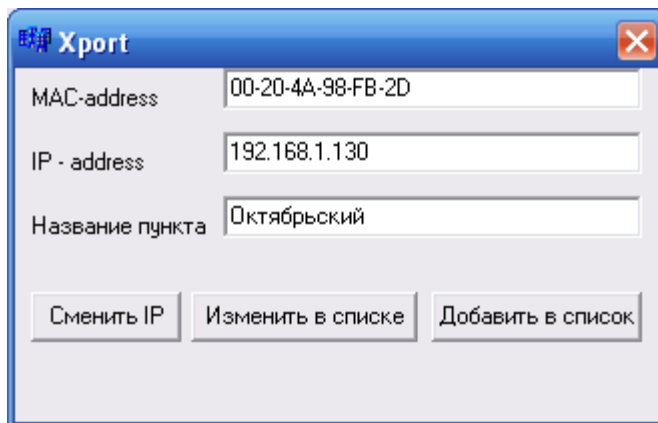 Xport
MAC-address 00-20-4A-98-FB-2D
IP - address 192.168.1.130
Название пункта Октябрьский
Сменить IP Изменить в списке Добавить в список